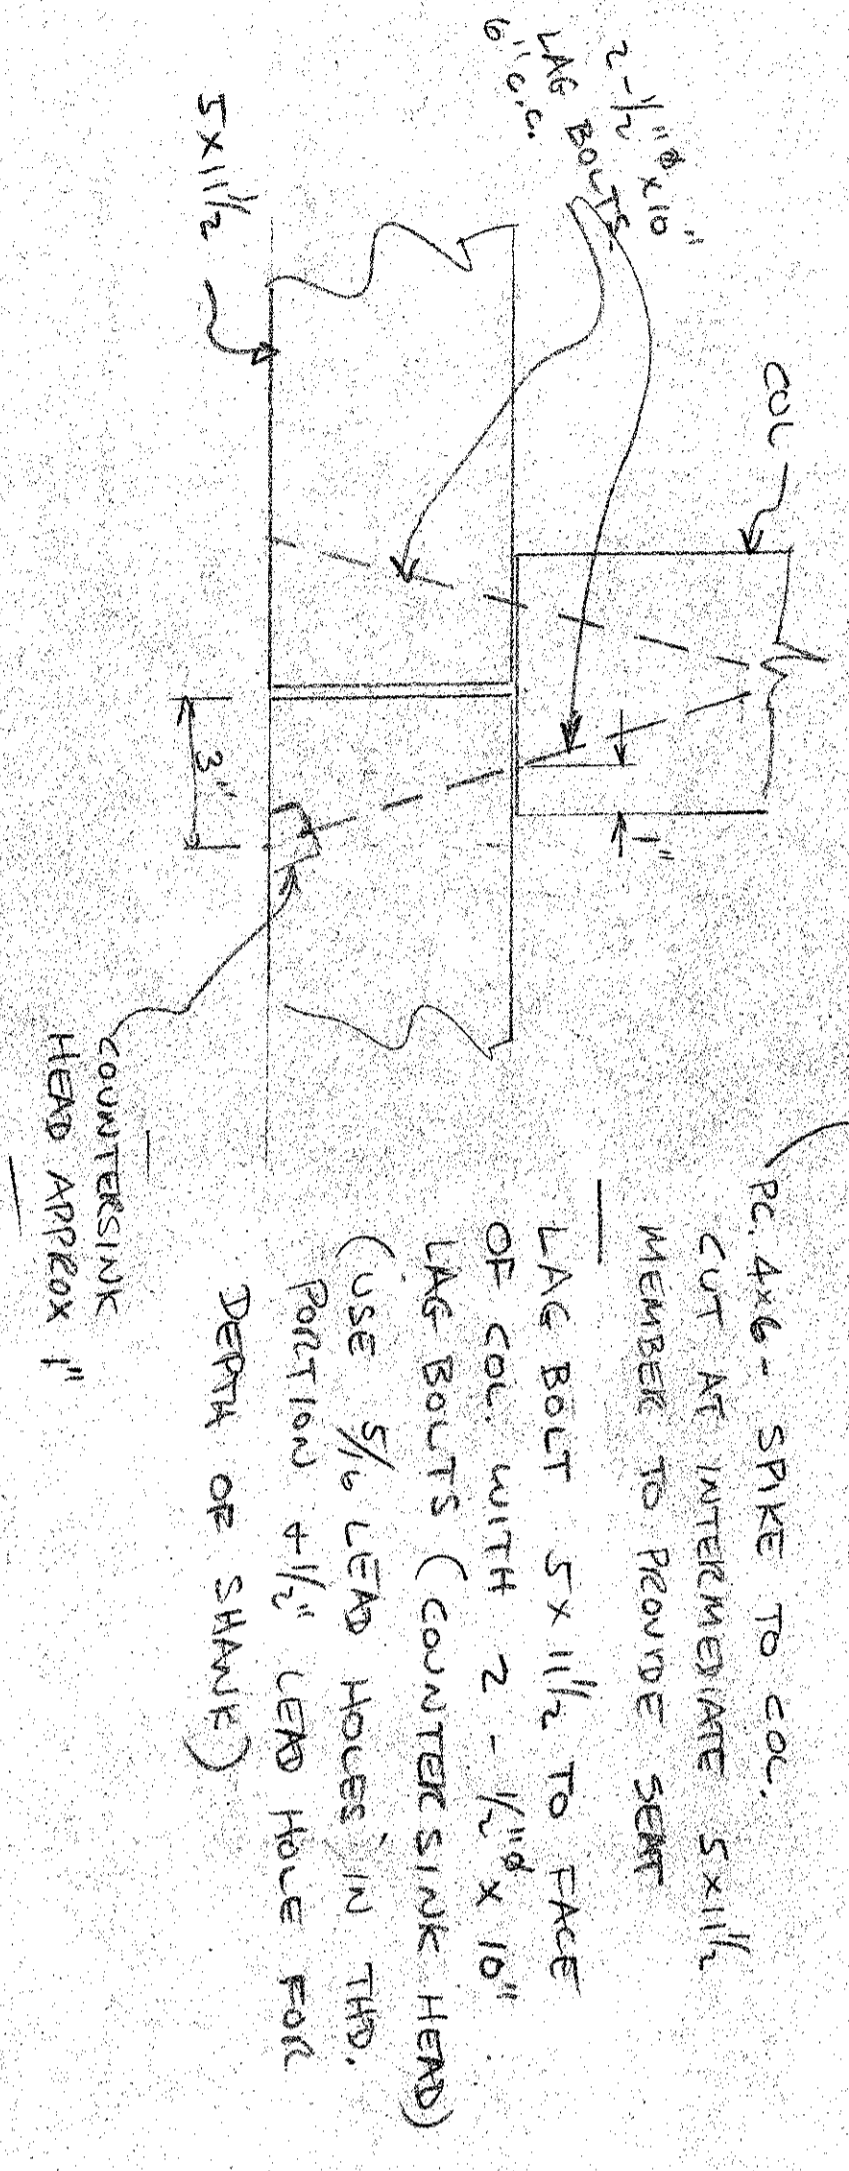 2-1/2"ø x10"
LAG BOLTS
6" O.C.
COL
5x11 1/2
3"
1"
COUNTERSINK
HEAD APPROX 1"
PC. 4x6 - SPIKE TO COL.
CUT AT INTERMEDIATE 5x11 1/2
MEMBER TO PROVIDE SEAT
LAG BOLT 5x11 1/2 TO FACE
OF COL. WITH 2 - 1/2"ø x 10"
LAG BOLTS (COUNTERSINK HEAD)
(USE 5/16 LEAD HOLES IN THD.
PORTION + 1/2" LEAD HOLE FOR
DEPTH OF SHANK)